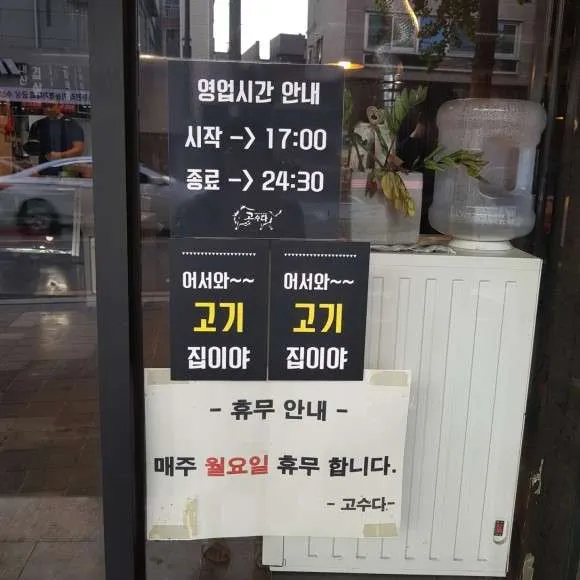 영업시간 안내
시작 -> 17:00
종료 -> 24:30
고수다
어서와~~
고기
집이야
어서와~~
고기
집이야
- 휴무 안내 -
매주 월요일 휴무 합니다.
- 고수다-